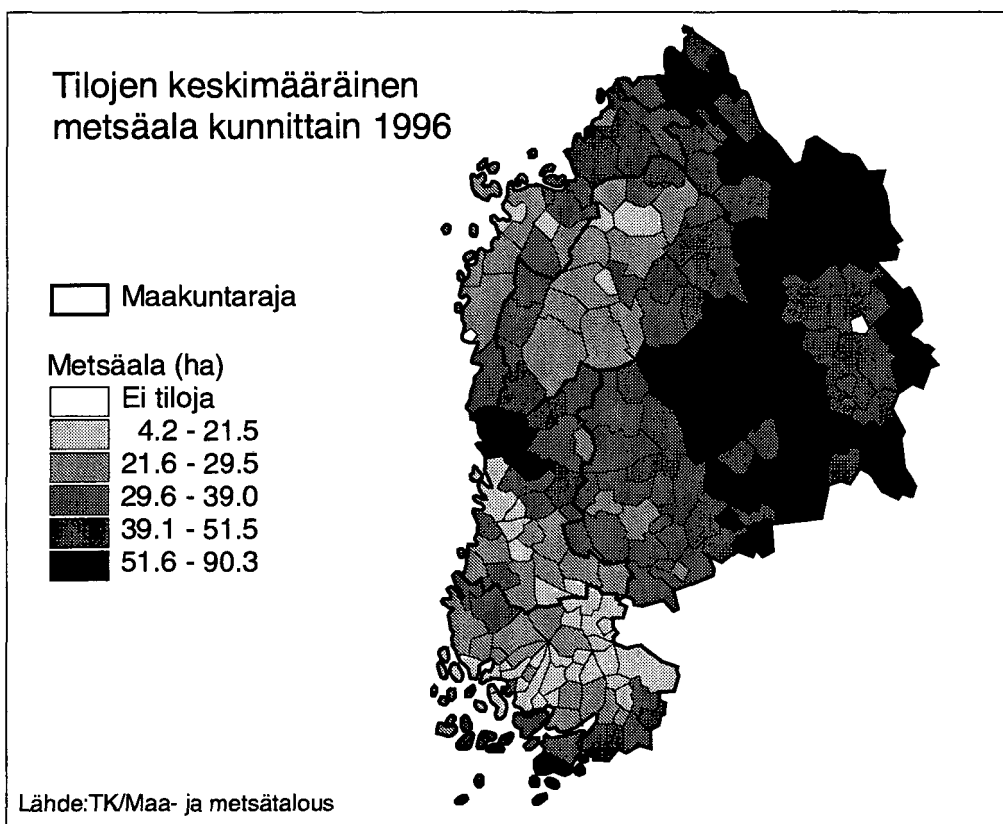 Tilojen keskimääräinen
metsäala kunnittain 1996
Maakuntaraja
Metsäala (ha)
Ei tiloja
4.2 - 21.5
21.6 - 29.5
29.6 - 39.0
39.1 - 51.5
51.6 - 90.3
Lähde:TK/Maa- ja metsätalous